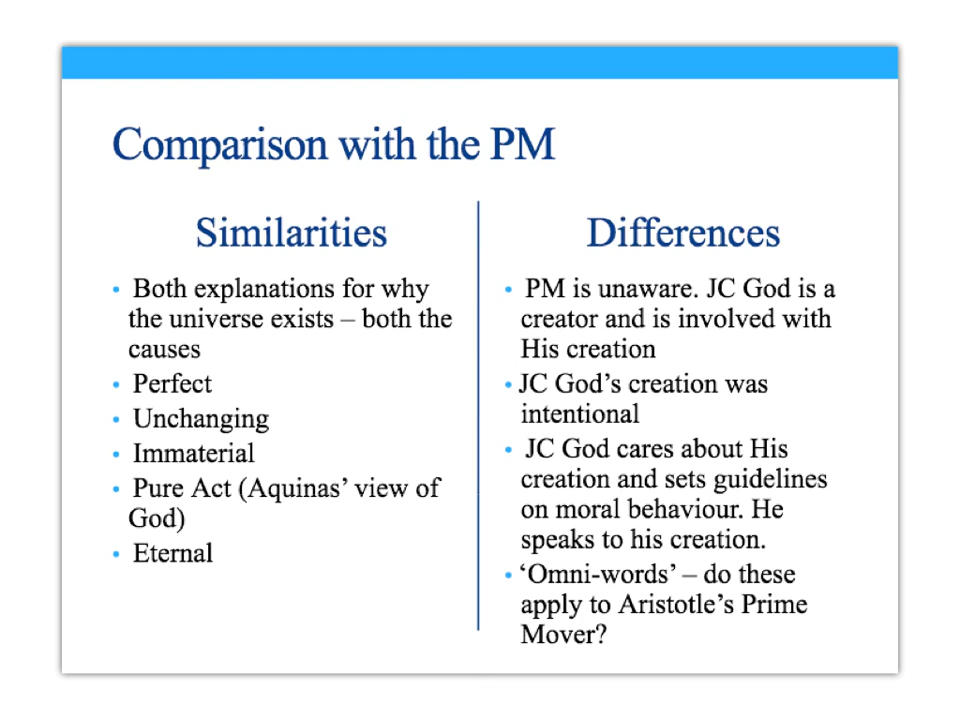 Comparison with the PM
Similarities
• Both explanations for why
the universe exists – both the
causes
• Perfect
• Unchanging
• Immaterial
• Pure Act (Aquinas’ view of
God)
• Eternal
Differences
• PM is unaware. JC God is a
creator and is involved with
His creation
• JC God’s creation was
intentional
• JC God cares about His
creation and sets guidelines
on moral behaviour. He
speaks to his creation.
• ‘Omni-words’ – do these
apply to Aristotle’s Prime
Mover?